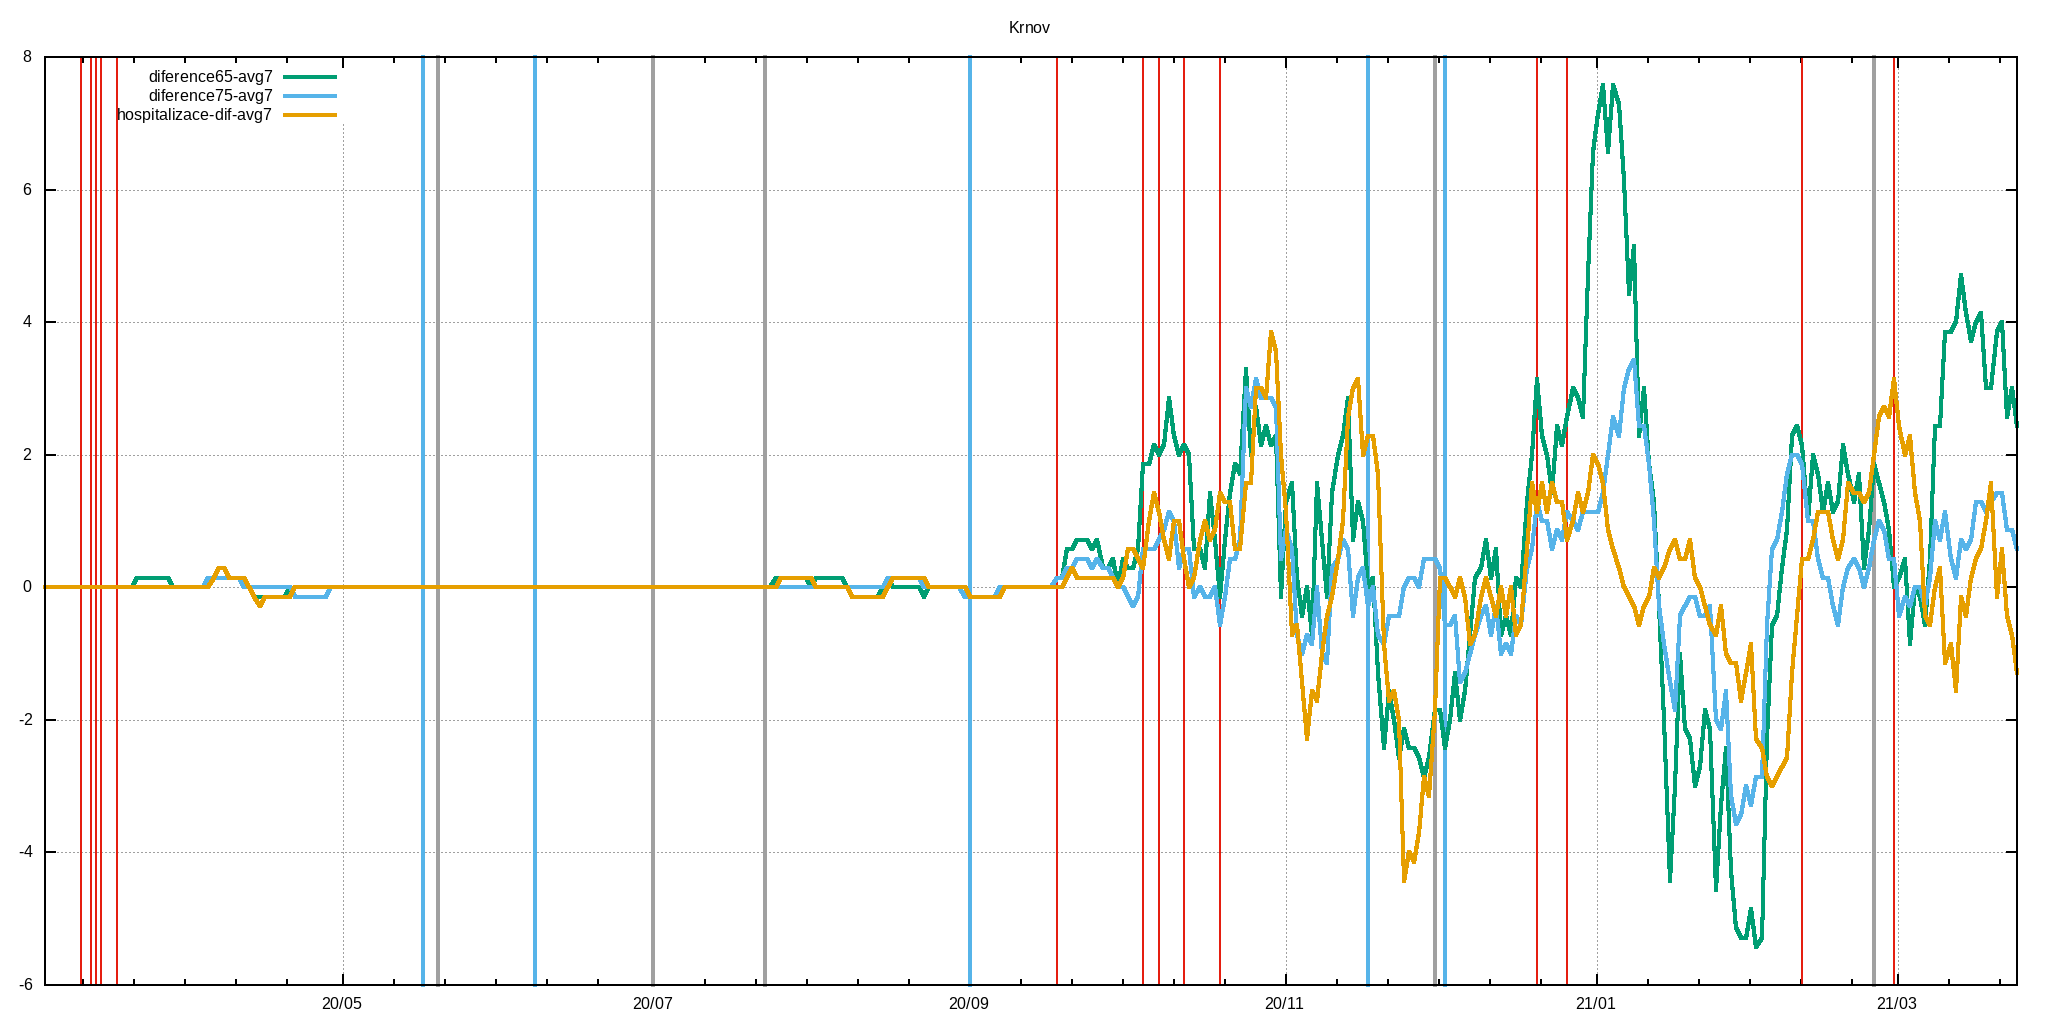 Krnov
8
diference65-avg7
diference75-avg7
hospitalizace-dif-avg7
6
4
2
0
-2
-4
-6
20/05 20/07 20/09 20/11 21/01 21/03